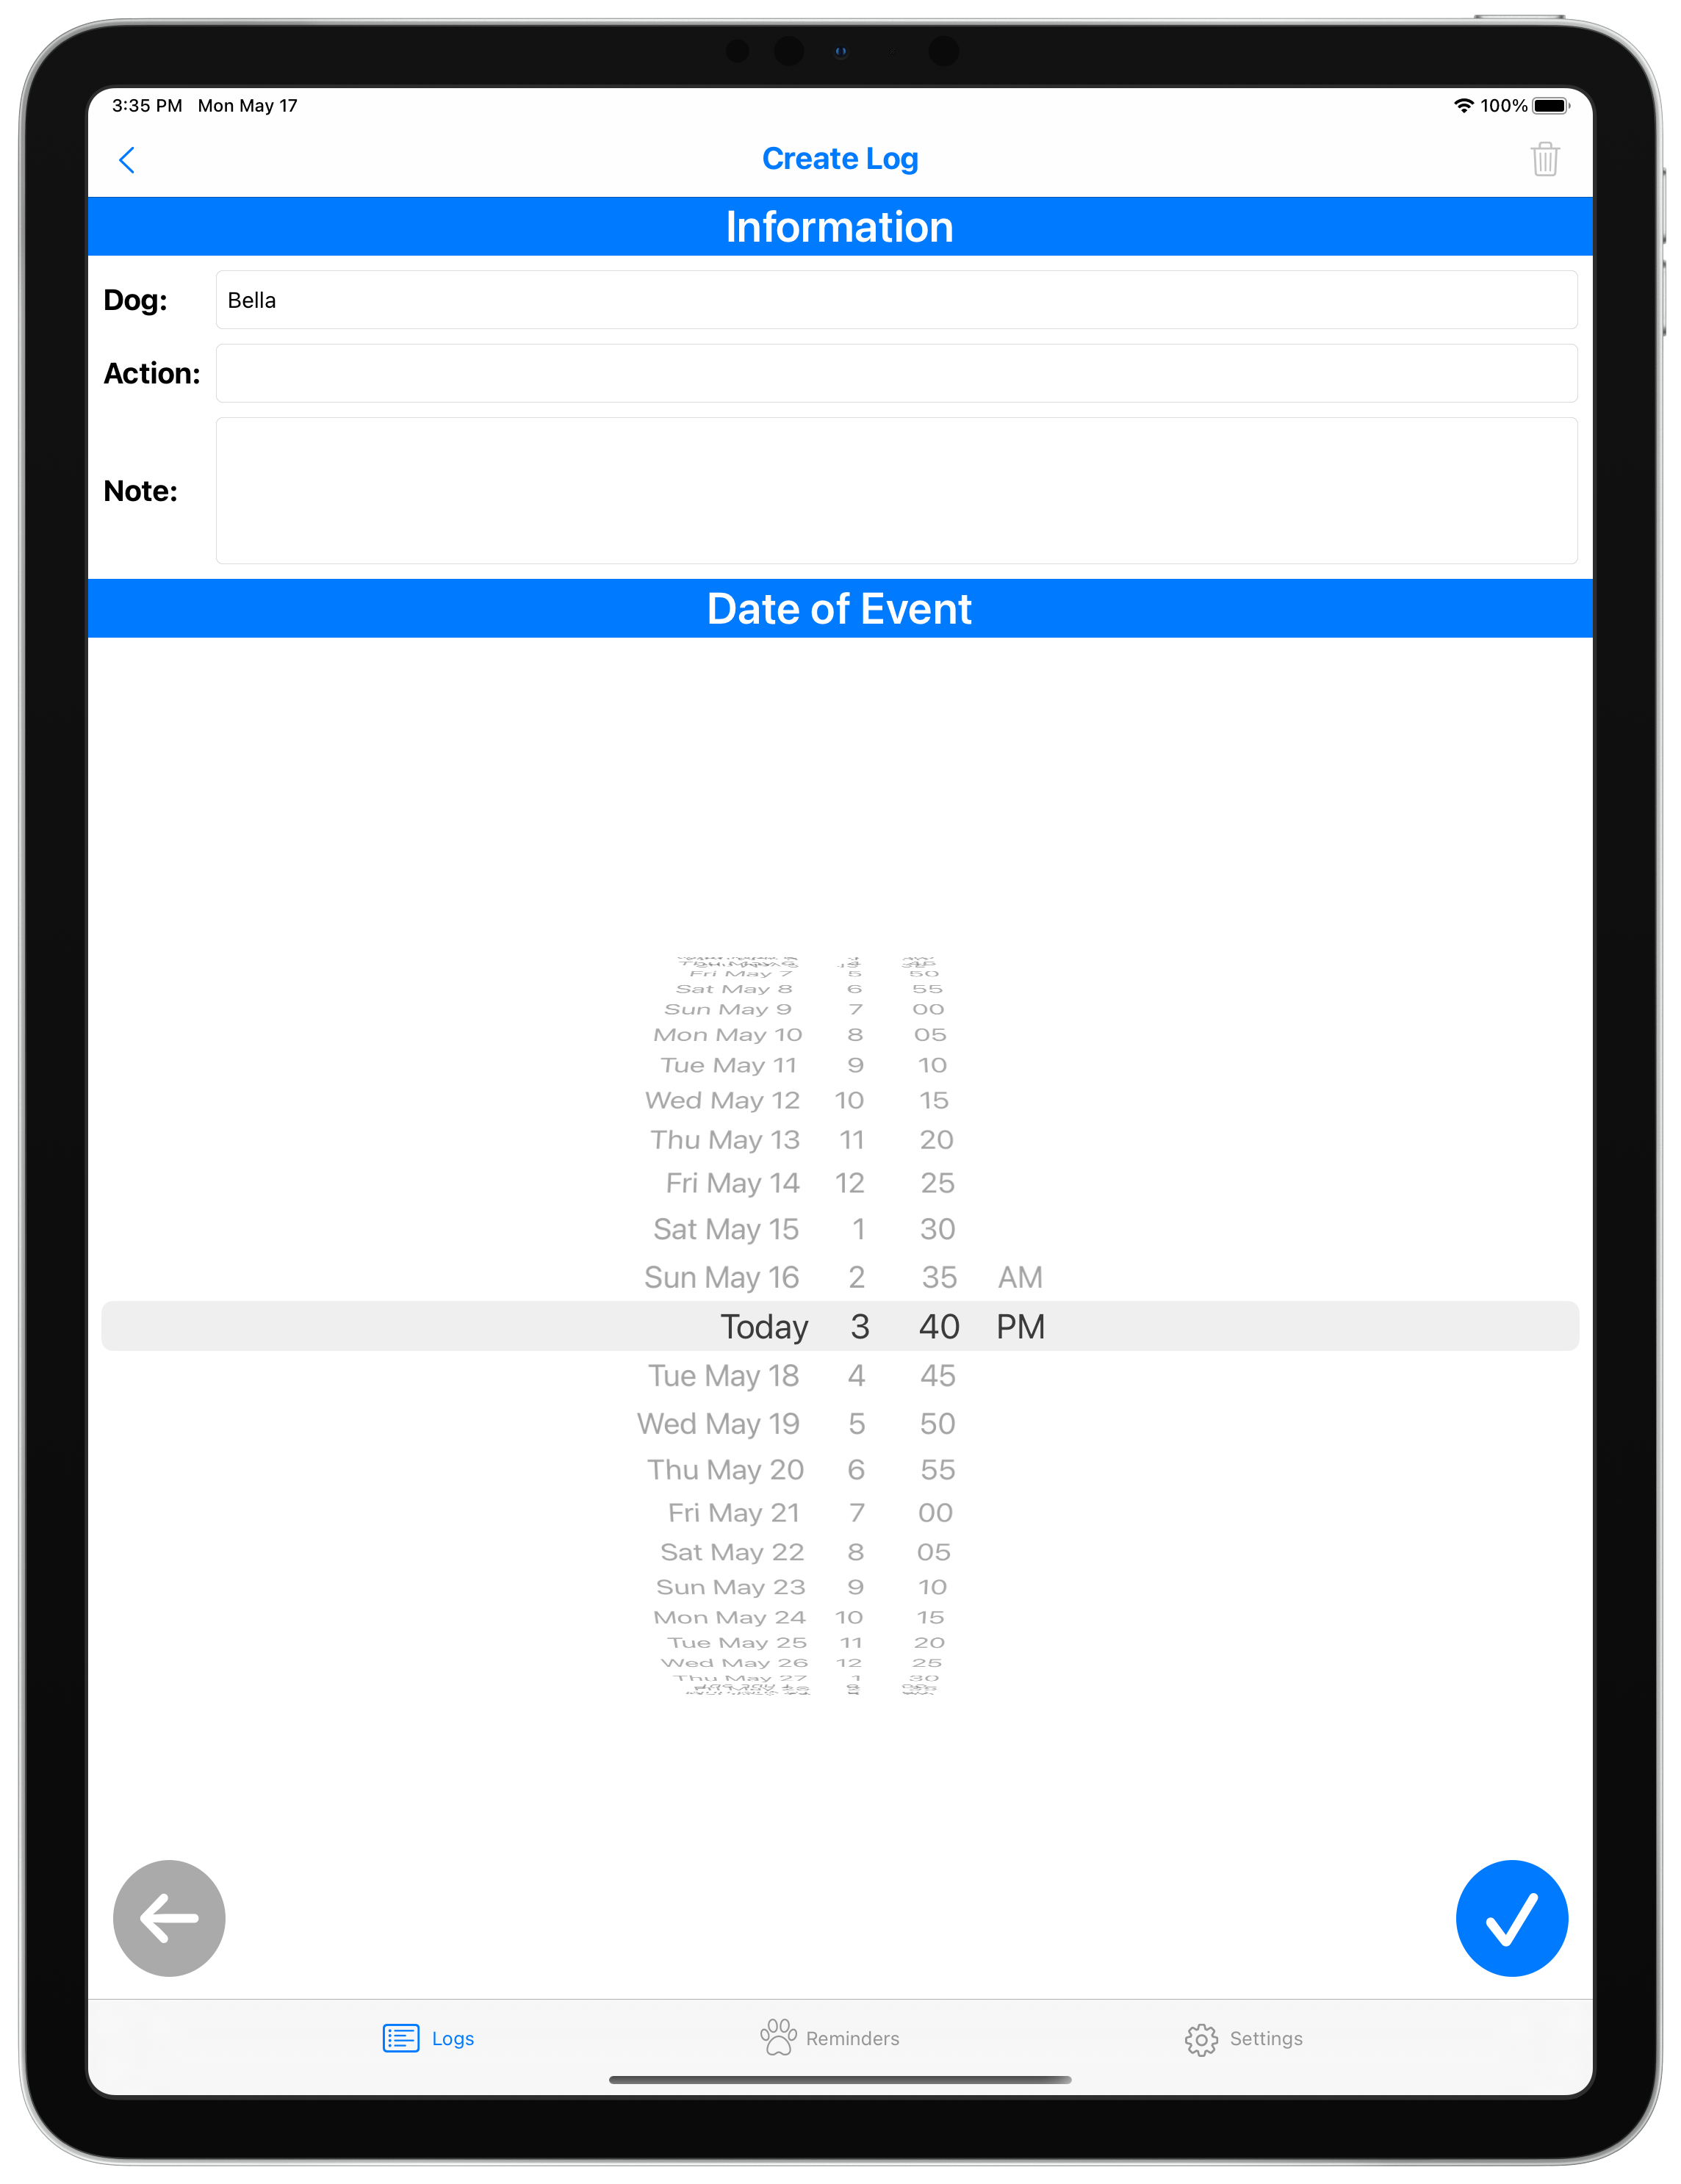 3:35 PM Mon May 17
100%
Create Log
Information
Dog: Bella
Action:
Note:
Date of Event
Fri May 7 5 50
Sat May 8 6 55
Sun May 9 7 00
Mon May 10 8 05
Tue May 11 9 10
Wed May 12 10 15
Thu May 13 11 20
Fri May 14 12 25
Sat May 15 1 30
Sun May 16 2 35 AM
Today 3 40 PM
Tue May 18 4 45
Wed May 19 5 50
Thu May 20 6 55
Fri May 21 7 00
Sat May 22 8 05
Sun May 23 9 10
Mon May 24 10 15
Tue May 25 11 20
Wed May 26 12 25
Thu May 27 1 30
Logs
Reminders
Settings